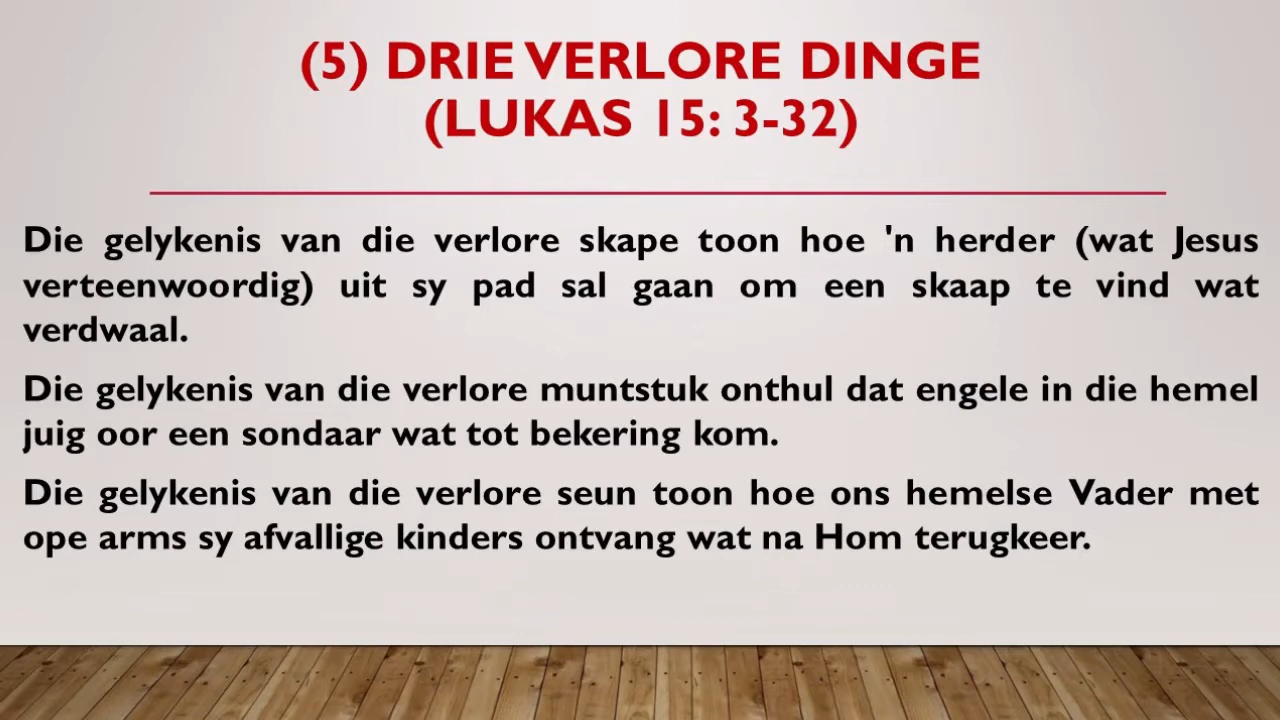 (5) DRIE VERLORE DINGE
(LUKAS 15: 3-32)
Die gelykenis van die verlore skape toon hoe 'n herder (wat Jesus
verteenwoordig) uit sy pad sal gaan om een skaap te vind wat
verdwaal.
Die gelykenis van die verlore muntstuk onthul dat engele in die hemel
juig oor een sondaar wat tot bekering kom.
Die gelykenis van die verlore seun toon hoe ons hemelse Vader met
ope arms sy afvallige kinders ontvang wat na Hom terugkeer.